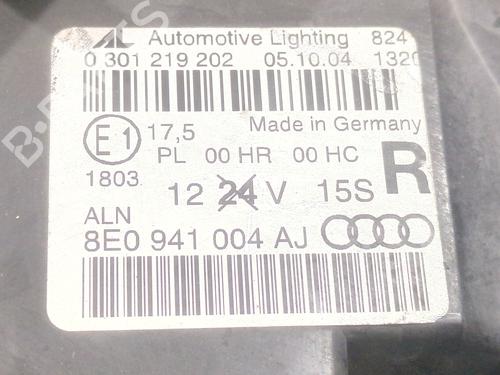 AL Automotive Lighting 824
0 301 219 202 05.10.04 1320
E1 17,5 Made in Germany
PL 00 HR 00 HC R
1803 12 24 V 15S
ALN
8E0 941 004 AJ